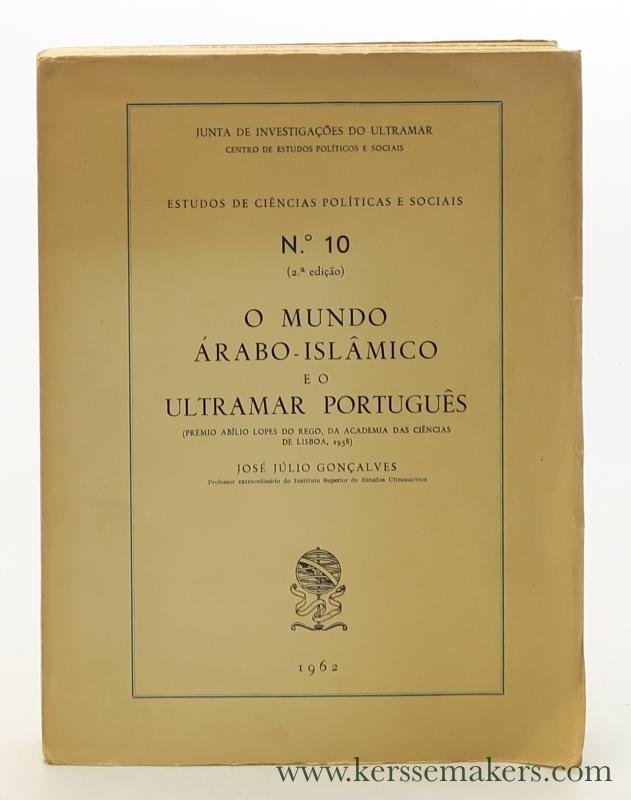 JUNTA DE INVESTIGAÇÕES DO ULTRAMAR
CENTRO DE ESTUDOS POLÍTICOS E SOCIAIS
ESTUDOS DE CIÊNCIAS POLÍTICAS E SOCIAIS
N.º 10
(2.ª edição)
O MUNDO
ÁRABO-ISLÂMICO
E O
ULTRAMAR PORTUGUÊS
(PREMIO ABÍLIO LOPES DO REGO, DA ACADEMIA DAS CIÊNCIAS
DE LISBOA, 1958)
JOSÉ JÚLIO GONÇALVES
Professor extraordinário do Instituto Superior de Estudos Ultramarinos
1962
www.kerssemakers.com